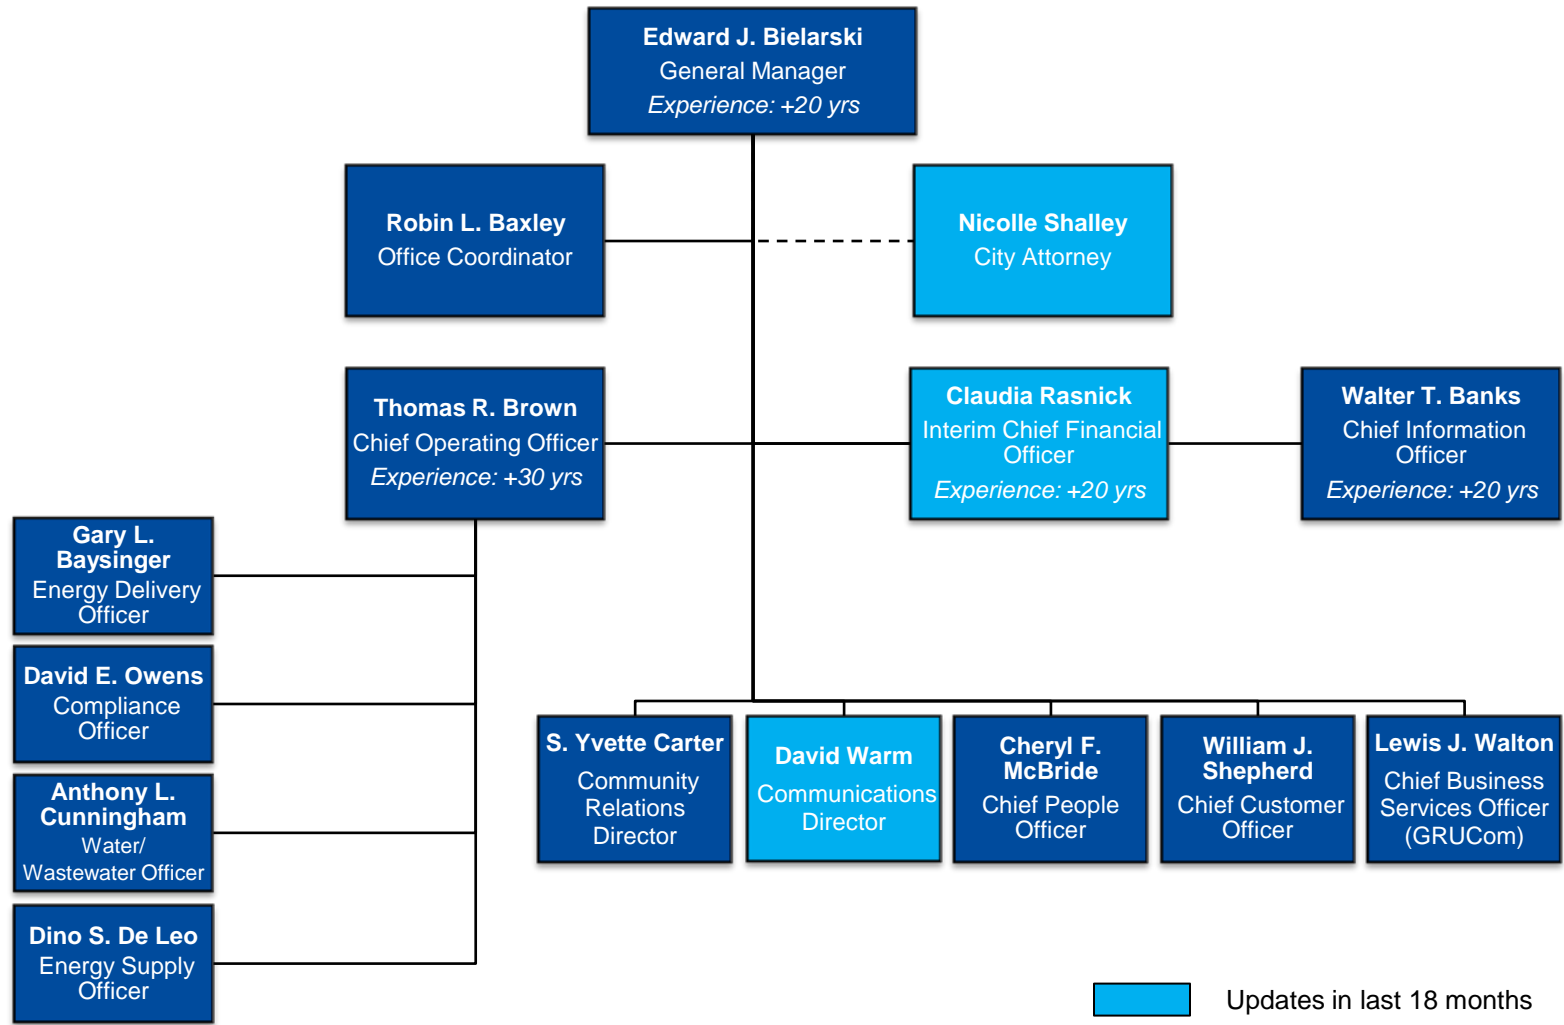 Edward J. Bielarski
General Manager
Experience: +20 yrs
Robin L. Baxley
Office Coordinator
Nicolle Shalley
City Attorney
Thomas R. Brown
Chief Operating Officer
Experience: +30 yrs
Claudia Rasnick
Interim Chief Financial
Officer
Experience: +20 yrs
Walter T. Banks
Chief Information
Officer
Experience: +20 yrs
Gary L.
Baysinger
Energy Delivery
Officer
David E. Owens
Compliance
Officer
Anthony L.
Cunningham
Water/
Wastewater Officer
Dino S. De Leo
Energy Supply
Officer
S. Yvette Carter
Community
Relations
Director
David Warm
Communications
Director
Cheryl F.
McBride
Chief People
Officer
William J.
Shepherd
Chief Customer
Officer
Lewis J. Walton
Chief Business
Services Officer
(GRUCom)
Updates in last 18 months